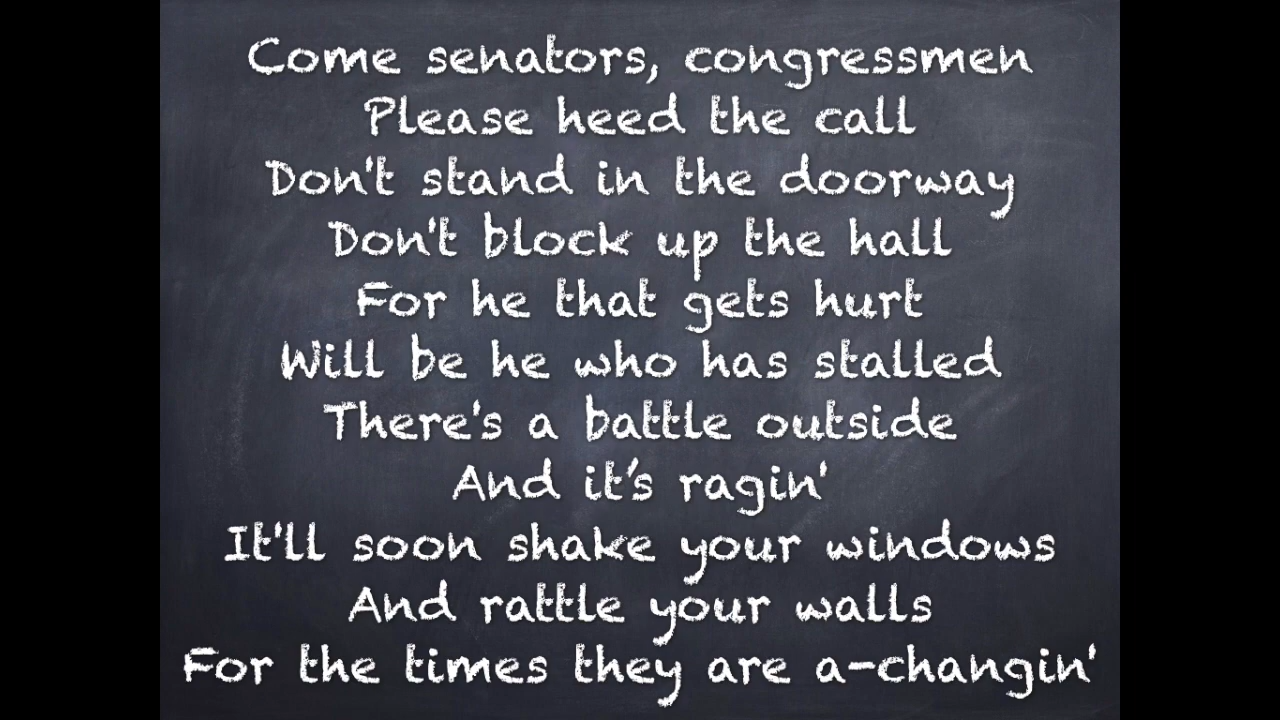 Come senators, congressmen
Please heed the call
Don't stand in the doorway
Don't block up the hall
For he that gets hurt
Will be he who has stalled
There's a battle outside
And it’s ragin'
It'll soon shake your windows
And rattle your walls
For the times they are a-changin'